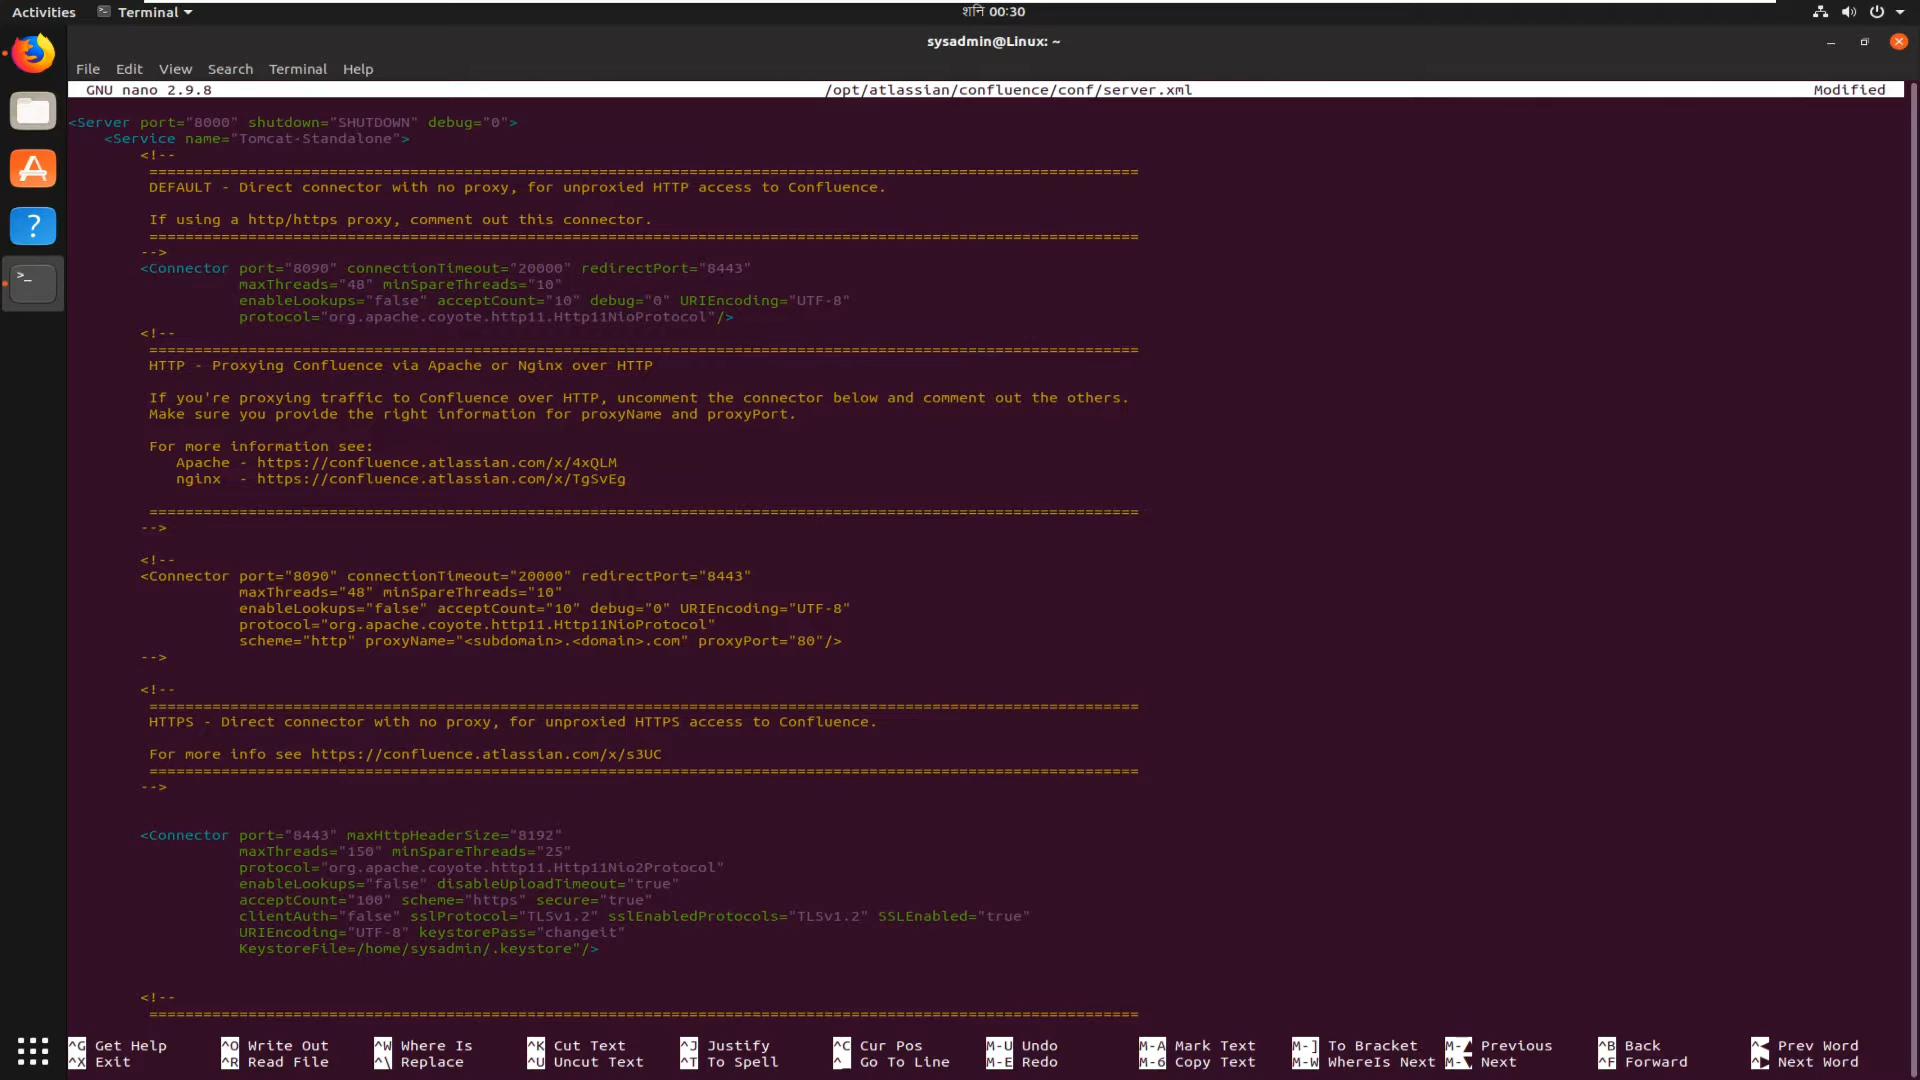 Activities
Terminal
शनि 00:30
sysadmin@Linux: ~
File Edit View Search Terminal Help
GNU nano 2.9.8 /opt/atlassian/confluence/conf/server.xml Modified
<Server port="8000" shutdown="SHUTDOWN" debug="0">
<Service name="Tomcat-Standalone">
<!--
==============================================================================================================
DEFAULT - Direct connector with no proxy, for unproxied HTTP access to Confluence.
If using a http/https proxy, comment out this connector.
==============================================================================================================
-->
<Connector port="8090" connectionTimeout="20000" redirectPort="8443"
maxThreads="48" minSpareThreads="10"
enableLookups="false" acceptCount="10" debug="0" URIEncoding="UTF-8"
protocol="org.apache.coyote.http11.Http11NioProtocol"/>
<!--
==============================================================================================================
HTTP - Proxying Confluence via Apache or Nginx over HTTP
If you're proxying traffic to Confluence over HTTP, uncomment the connector below and comment out the others.
Make sure you provide the right information for proxyName and proxyPort.
For more information see:
Apache - https://confluence.atlassian.com/x/4xQLM
nginx  - https://confluence.atlassian.com/x/TgSvEg
==============================================================================================================
-->
<!--
<Connector port="8090" connectionTimeout="20000" redirectPort="8443"
maxThreads="48" minSpareThreads="10"
enableLookups="false" acceptCount="10" debug="0" URIEncoding="UTF-8"
protocol="org.apache.coyote.http11.Http11NioProtocol"
scheme="http" proxyName="<subdomain>.<domain>.com" proxyPort="80"/>
-->
<!--
==============================================================================================================
HTTPS - Direct connector with no proxy, for unproxied HTTPS access to Confluence.
For more info see https://confluence.atlassian.com/x/s3UC
==============================================================================================================
-->
<Connector port="8443" maxHttpHeaderSize="8192"
maxThreads="150" minSpareThreads="25"
protocol="org.apache.coyote.http11.Http11Nio2Protocol"
enableLookups="false" disableUploadTimeout="true"
acceptCount="100" scheme="https" secure="true"
clientAuth="false" sslProtocol="TLSv1.2" sslEnabledProtocols="TLSv1.2" SSLEnabled="true"
URIEncoding="UTF-8" keystorePass="changeit"
KeystoreFile=/home/sysadmin/.keystore"/>
<!--
==============================================================================================================
^G Get Help ^O Write Out ^W Where Is ^K Cut Text ^J Justify ^C Cur Pos M-U Undo M-A Mark Text M-] To Bracket M-▲ Previous ^B Back ^◀ Prev Word
^X Exit ^R Read File ^\ Replace ^U Uncut Text ^T To Spell ^_ Go To Line M-E Redo M-6 Copy Text M-W WhereIs Next M-▼ Next ^F Forward ^▶ Next Word